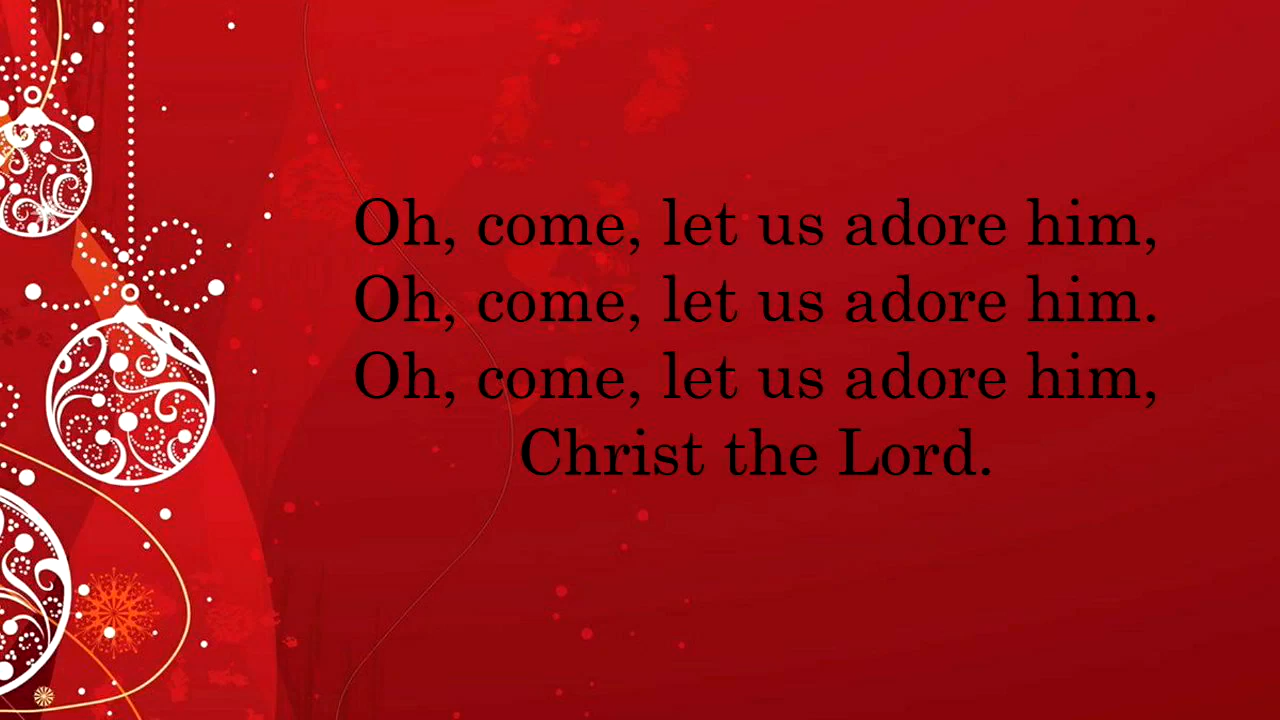 Oh, come, let us adore him,
Oh, come, let us adore him.
Oh, come, let us adore him,
Christ the Lord.